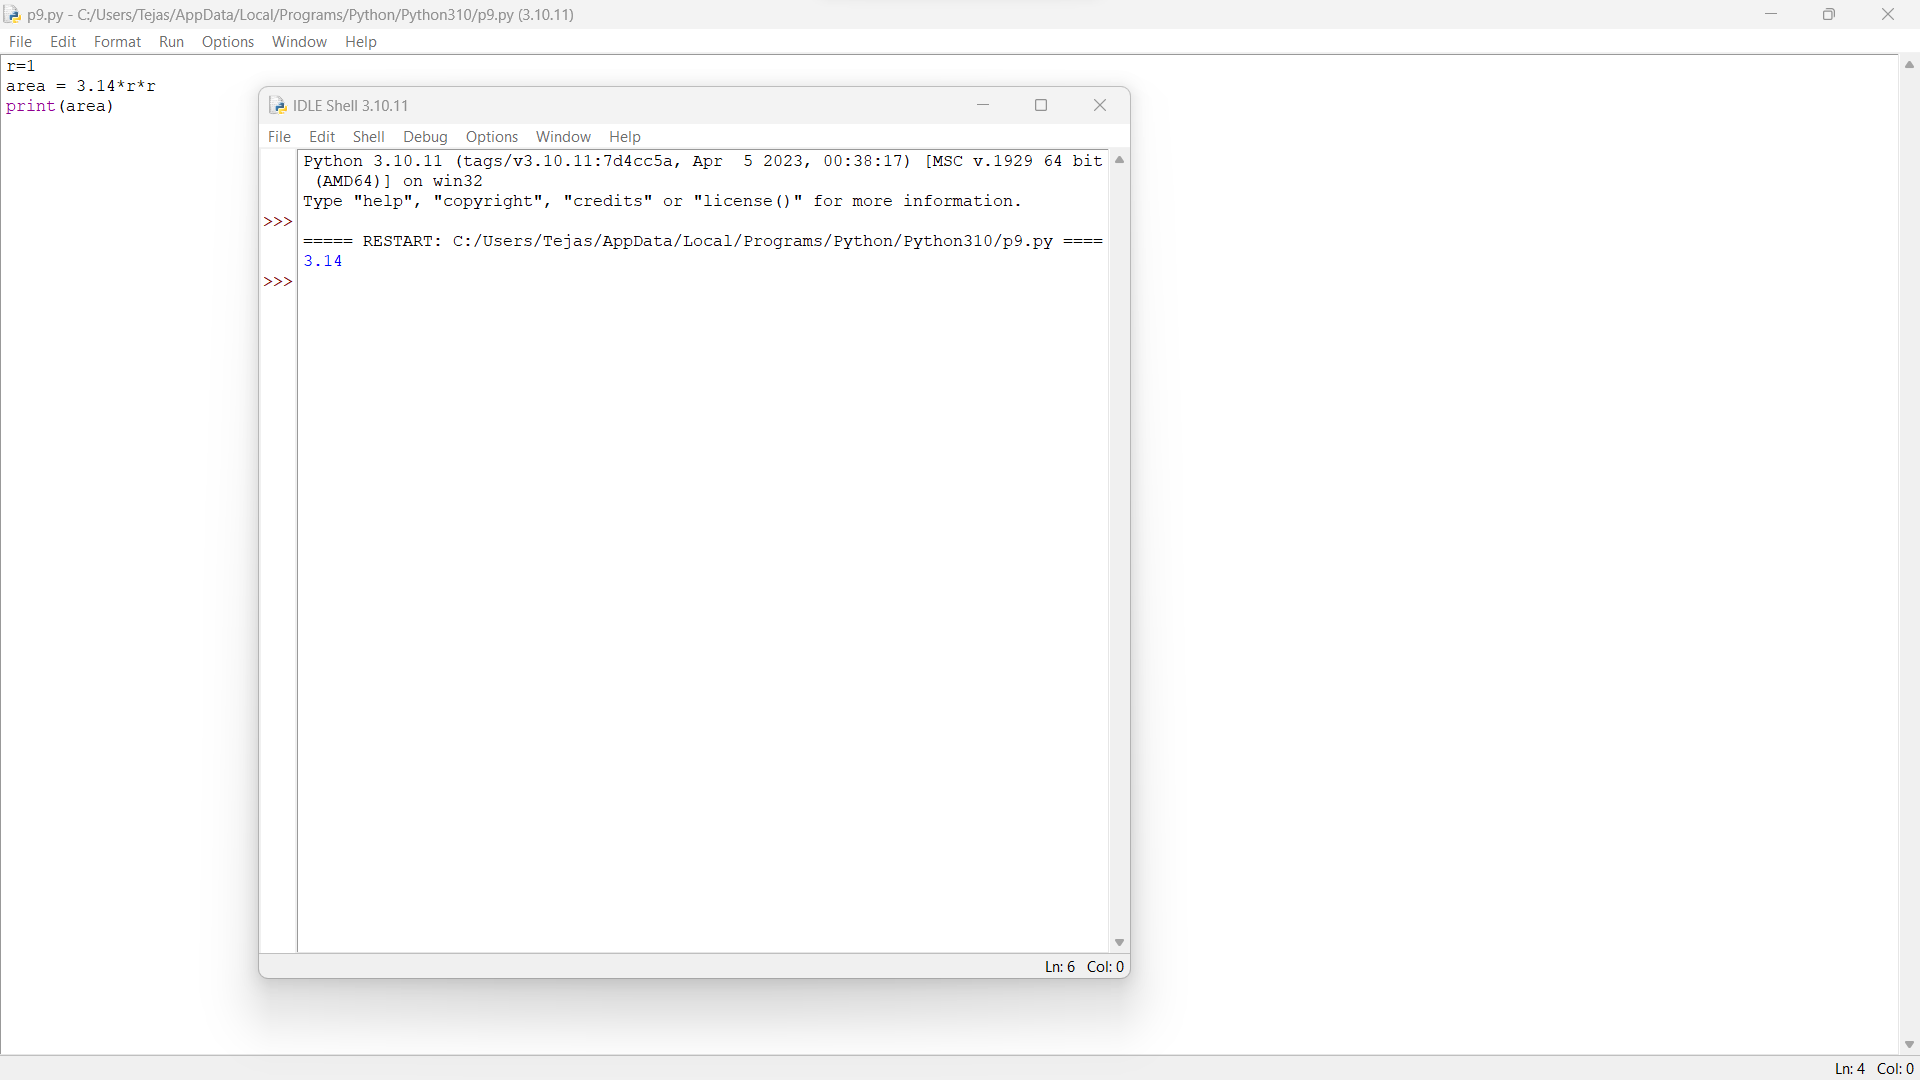 p9.py - C:/Users/Tejas/AppData/Local/Programs/Python/Python310/p9.py (3.10.11)
File Edit Format Run Options Window Help
r=1
area = 3.14*r*r
print(area)
IDLE Shell 3.10.11
File Edit Shell Debug Options Window Help
Python 3.10.11 (tags/v3.10.11:7d4cc5a, Apr  5 2023, 00:38:17) [MSC v.1929 64 bit
(AMD64)] on win32
Type "help", "copyright", "credits" or "license()" for more information.
>>>
===== RESTART: C:/Users/Tejas/AppData/Local/Programs/Python/Python310/p9.py ====
3.14
>>>
Ln: 6 Col: 0
Ln: 4 Col: 0